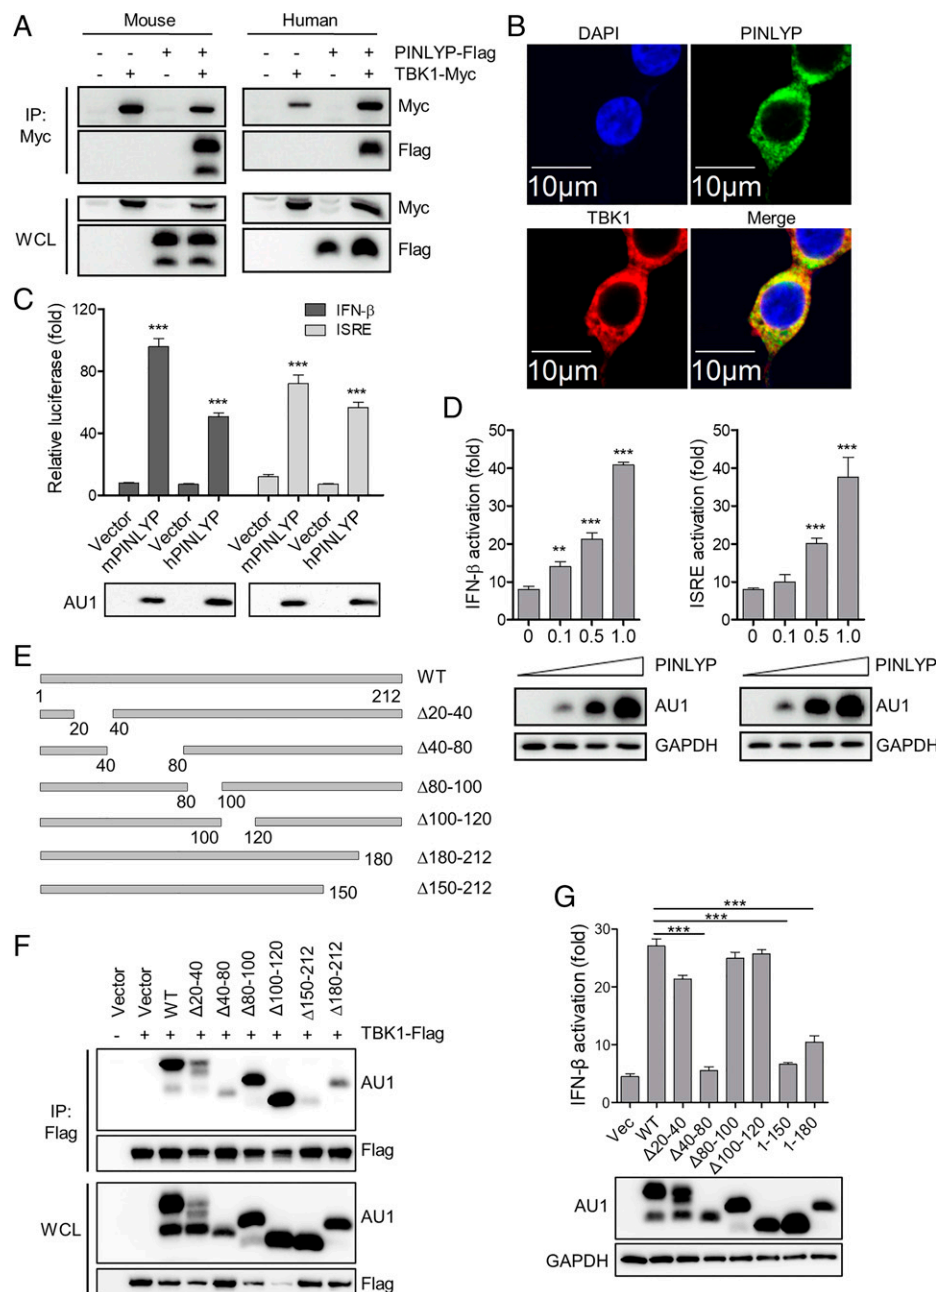 A
Mouse
Human
- - + + - - + + PINLYP-Flag
- + - + - + - + TBK1-Myc
IP:
Myc
Myc
Flag
WCL
Myc
Flag
B
DAPI
PINLYP
10μm
10μm
TBK1
Merge
10μm
10μm
C
IFN-β
ISRE
Relative luciferase (fold)
120
80
40
0
*** *** *** ***
Vector
mPINLYP
Vector
hPINLYP
Vector
mPINLYP
Vector
hPINLYP
AU1
D
IFN-β activation (fold)
50
40
30
20
10
0
** *** ***
0 0.1 0.5 1.0
PINLYP
AU1
GAPDH
ISRE activation (fold)
50
40
30
20
10
0
*** ***
0 0.1 0.5 1.0
PINLYP
AU1
GAPDH
E
WT
1 212
Δ20-40
20 40
Δ40-80
40 80
Δ80-100
80 100
Δ100-120
100 120
Δ180-212
180
Δ150-212
150
F
Vector
Vector
WT
Δ20-40
Δ40-80
Δ80-100
Δ100-120
Δ150-212
Δ180-212
- + + + + + + + + TBK1-Flag
IP:
Flag
AU1
Flag
WCL
AU1
Flag
G
IFN-β activation (fold)
30
20
10
0
***
***
***
Vec
WT
Δ20-40
Δ40-80
Δ80-100
Δ100-120
1-150
1-180
AU1
GAPDH